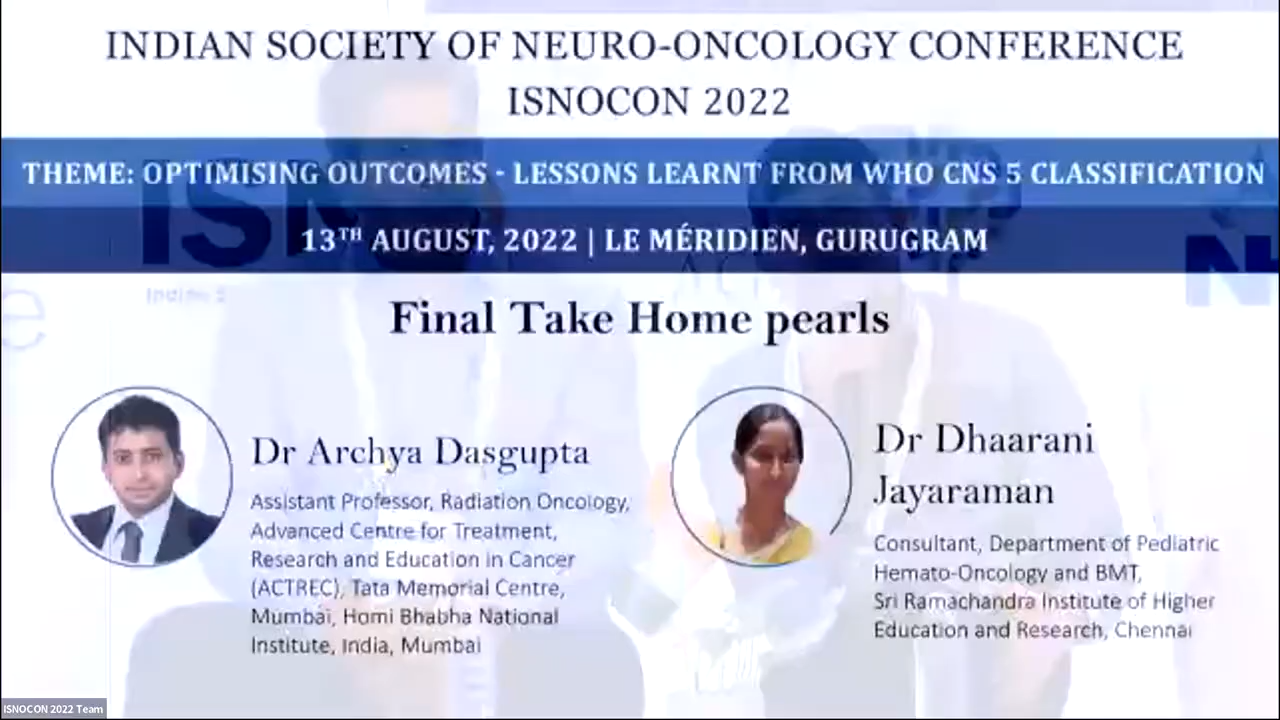 INDIAN SOCIETY OF NEURO-ONCOLOGY CONFERENCE
ISNOCON 2022
THEME: OPTIMISING OUTCOMES - LESSONS LEARNT FROM WHO CNS 5 CLASSIFICATION
13TH AUGUST, 2022 | LE MÉRIDIEN, GURUGRAM
Final Take Home pearls
Dr Archya Dasgupta
Assistant Professor, Radiation Oncology,
Advanced Centre for Treatment,
Research and Education in Cancer
(ACTREC), Tata Memorial Centre,
Mumbai, Homi Bhabha National
Institute, India, Mumbai
Dr Dhaarani
Jayaraman
Consultant, Department of Pediatric
Hemato-Oncology and BMT,
Sri Ramachandra Institute of Higher
Education and Research, Chennai
ISNOCON 2022 Team